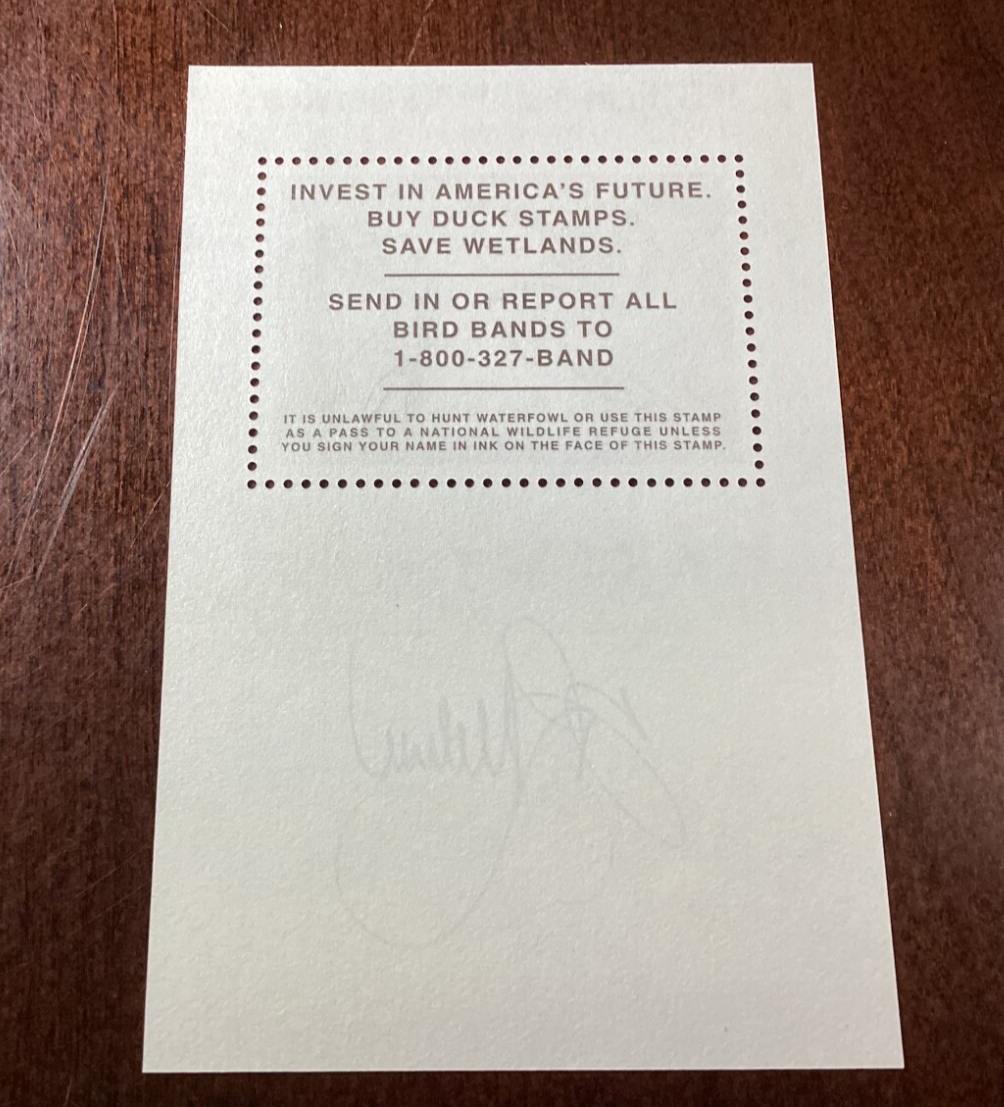 INVEST IN AMERICA'S FUTURE.
BUY DUCK STAMPS.
SAVE WETLANDS.
SEND IN OR REPORT ALL
BIRD BANDS TO
1-800-327-BAND
IT IS UNLAWFUL TO HUNT WATERFOWL OR USE THIS STAMP
AS A PASS TO A NATIONAL WILDLIFE REFUGE UNLESS
YOU SIGN YOUR NAME IN INK ON THE FACE OF THIS STAMP.